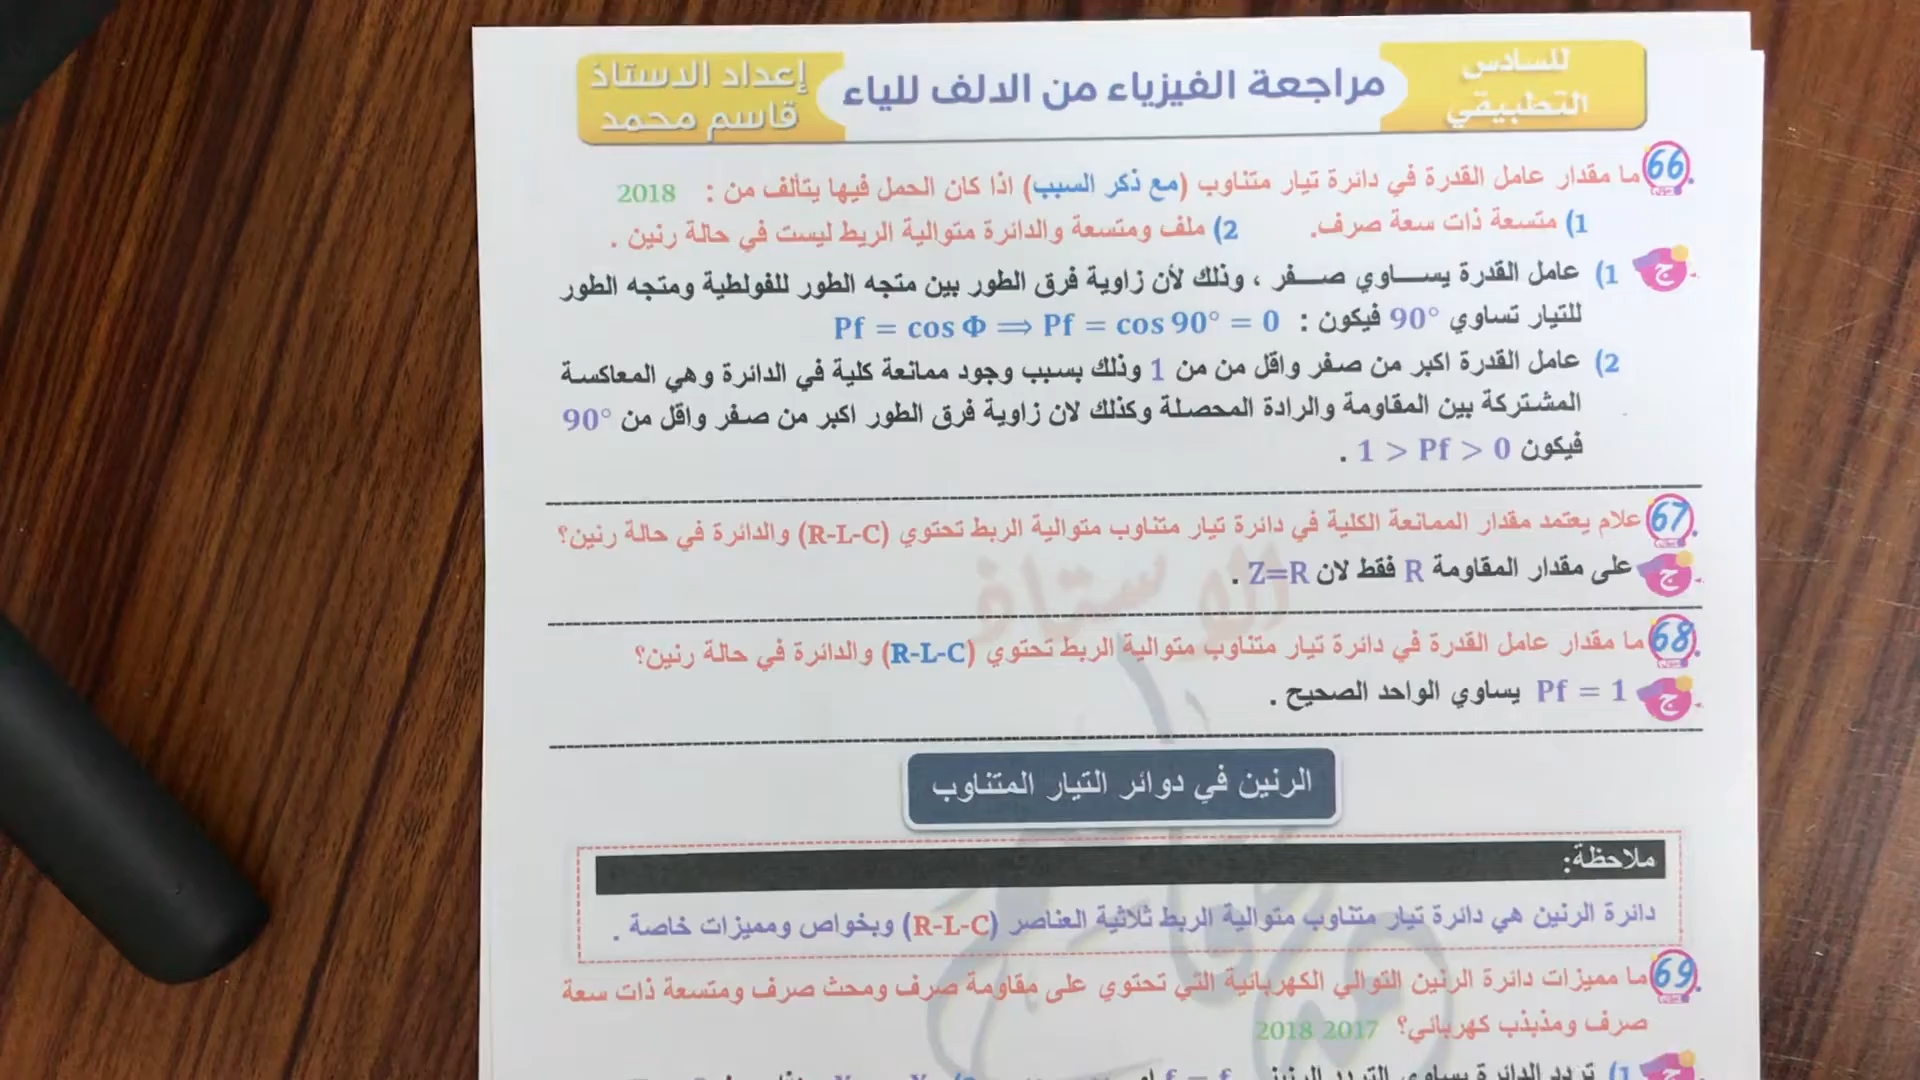 للسادس
التطبيقي
مراجعة الفيزياء من الالف للياء
إعداد الاستاذ
قاسم محمد
66 ما مقدار عامل القدرة في دائرة تيار متناوب (مع ذكر السبب) اذا كان الحمل فيها يتألف من : 2018
1) متسعة ذات سعة صرف. 2) ملف ومتسعة والدائرة متوالية الربط ليست في حالة رنين .
ج 1) عامل القدرة يساوي صفر ، وذلك لأن زاوية فرق الطور بين متجه الطور للفولطية ومتجه الطور
للتيار تساوي 90° فيكون : Pf = cos Φ ⟹ Pf = cos 90° = 0
2) عامل القدرة اكبر من صفر واقل من من 1 وذلك بسبب وجود ممانعة كلية في الدائرة وهي المعاكسة
المشتركة بين المقاومة والرادة المحصلة وكذلك لان زاوية فرق الطور اكبر من صفر واقل من 90°
فيكون 1 > Pf > 0 .
67 علام يعتمد مقدار الممانعة الكلية في دائرة تيار متناوب متوالية الربط تحتوي (R-L-C) والدائرة في حالة رنين؟
ج على مقدار المقاومة R فقط لان Z=R .
68 ما مقدار عامل القدرة في دائرة تيار متناوب متوالية الربط تحتوي (R-L-C) والدائرة في حالة رنين؟
ج Pf = 1 يساوي الواحد الصحيح .
الرنين في دوائر التيار المتناوب
ملاحظة:
دائرة الرنين هي دائرة تيار متناوب متوالية الربط ثلاثية العناصر (R-L-C) وبخواص ومميزات خاصة .
69 ما مميزات دائرة الرنين التوالي الكهربائية التي تحتوي على مقاومة صرف ومحث صرف ومتسعة ذات سعة
صرف ومذبذب كهربائي؟ 2017 2018
ج 1) تردد الدائرة يساوي التردد الرنيني